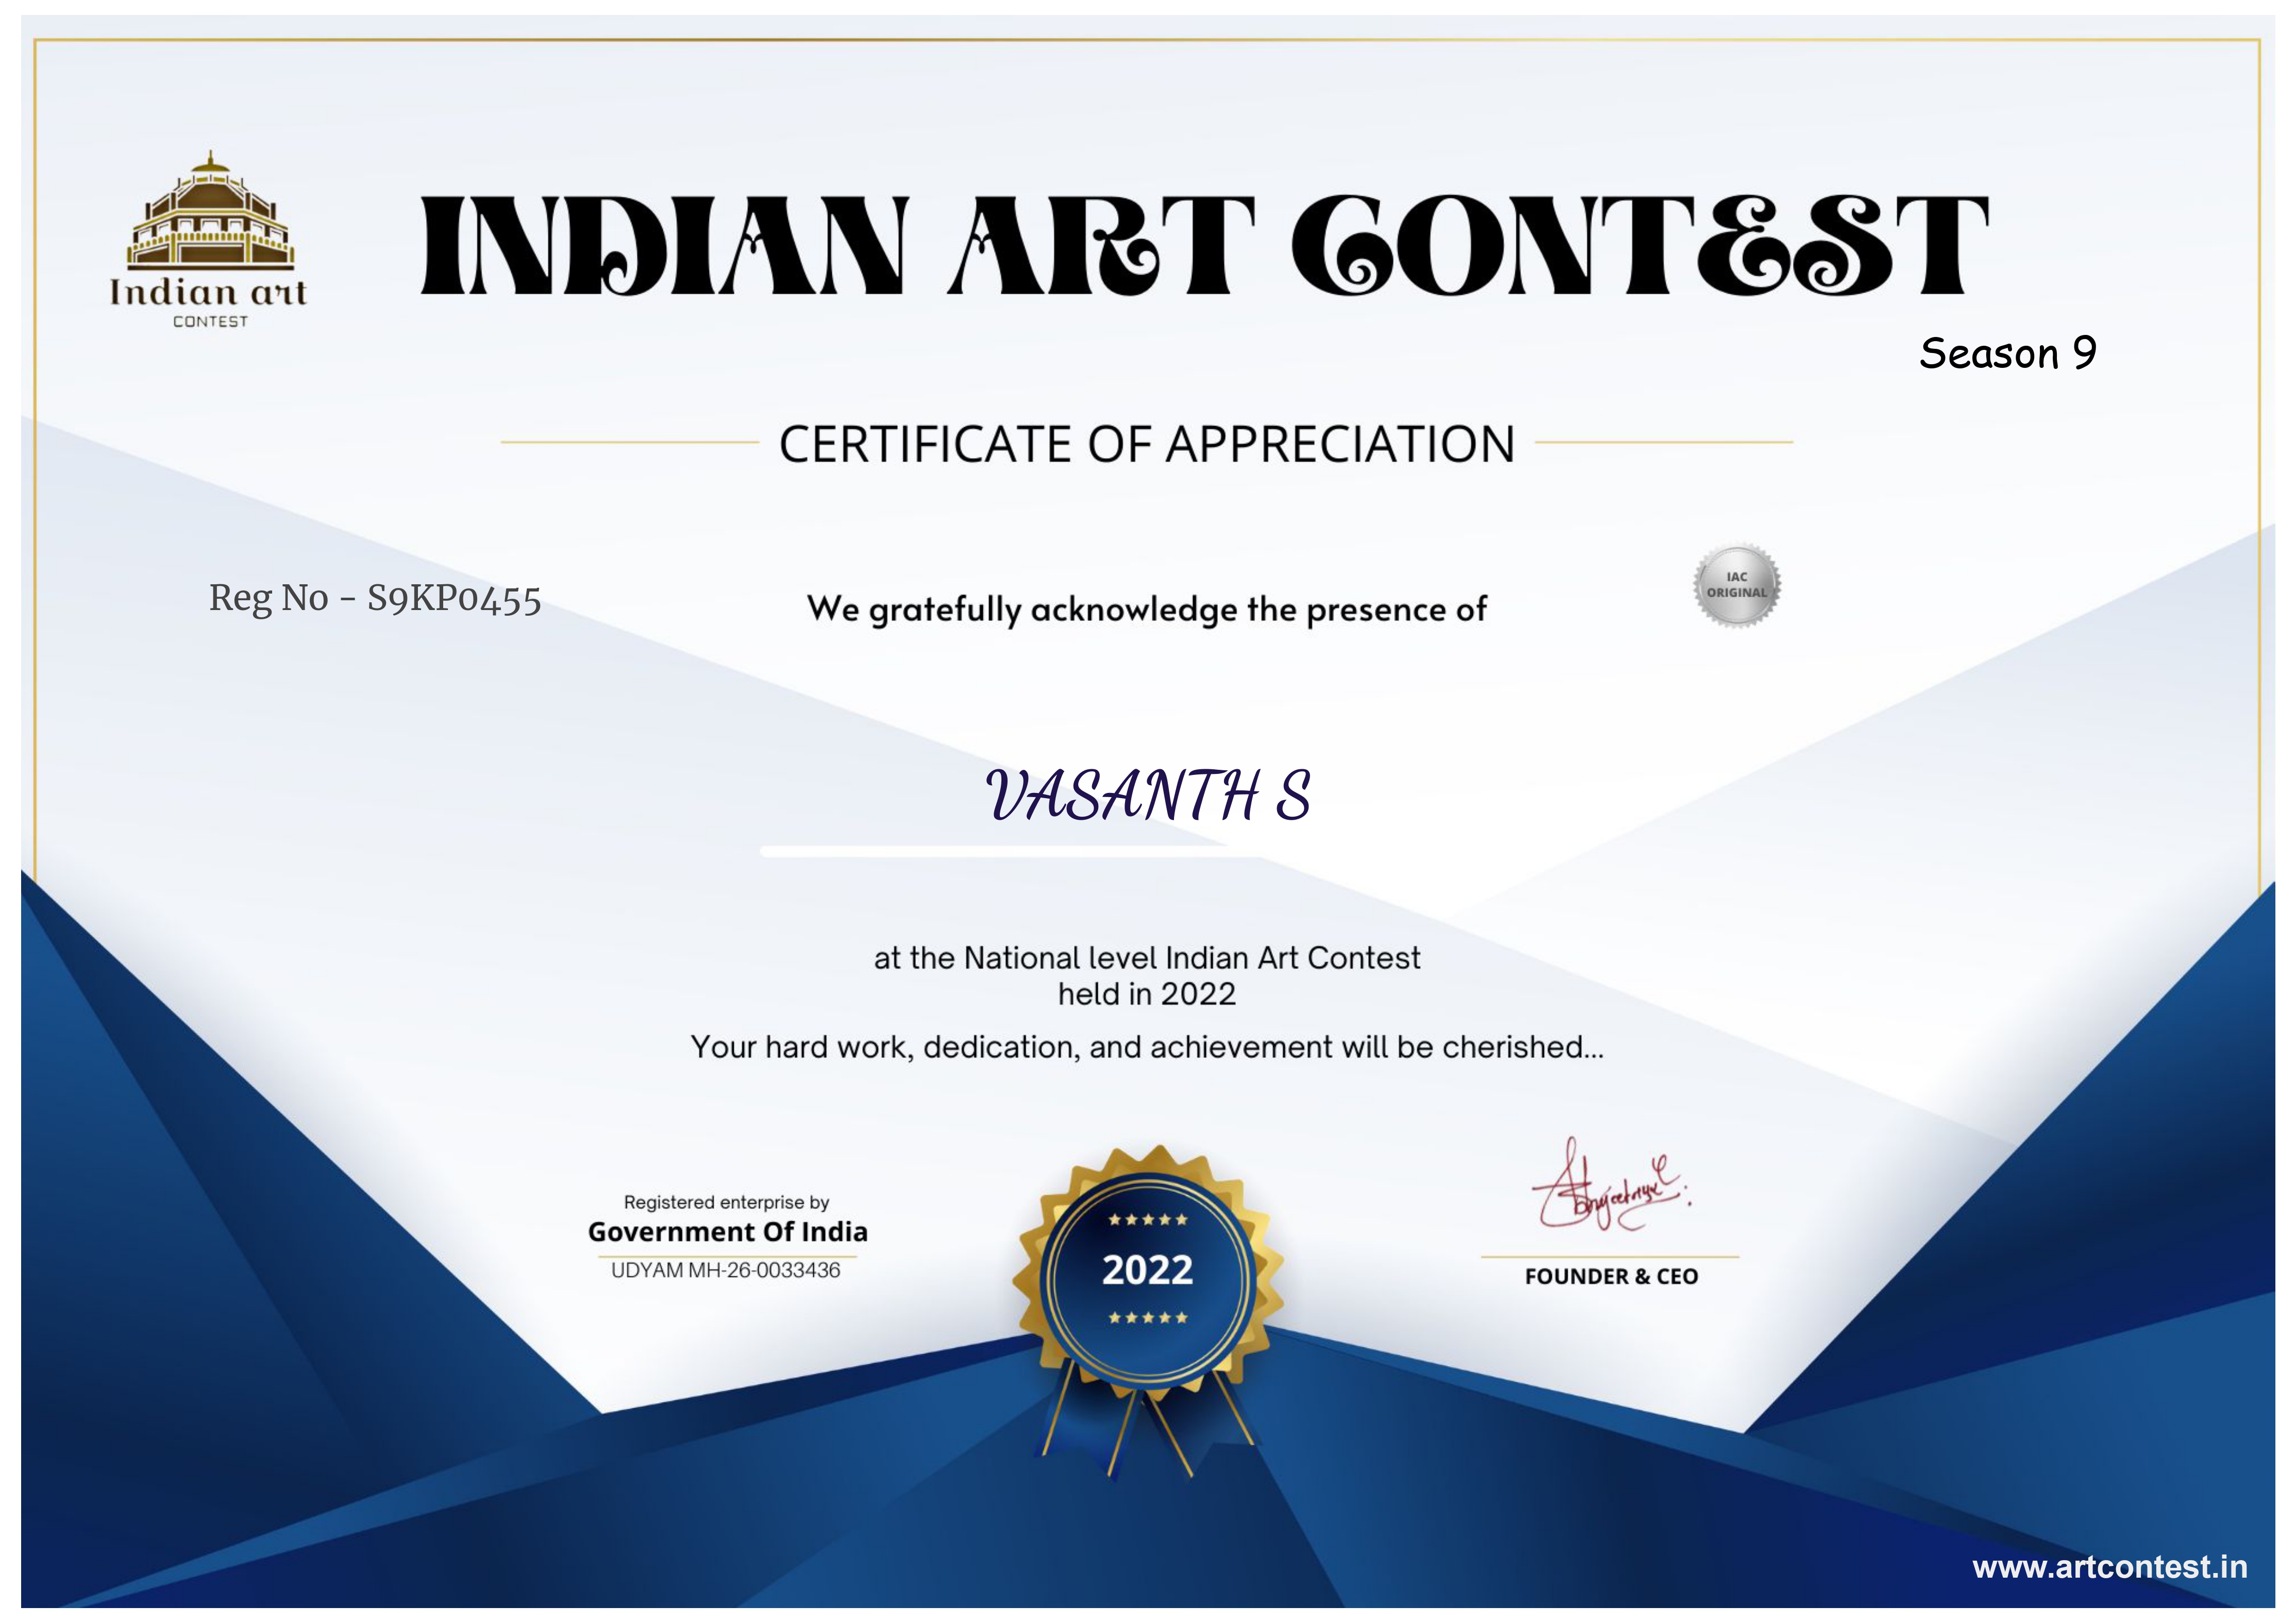 Indian art
CONTEST
INDIAN ART CONTEST
Season 9
CERTIFICATE OF APPRECIATION
Reg No - S9KP0455
We gratefully acknowledge the presence of
IAC
ORIGINAL
VASANTH S
at the National level Indian Art Contest
held in 2022
Your hard work, dedication, and achievement will be cherished...
Registered enterprise by
Government Of India
UDYAM MH-26-0033436
2022
FOUNDER & CEO
www.artcontest.in